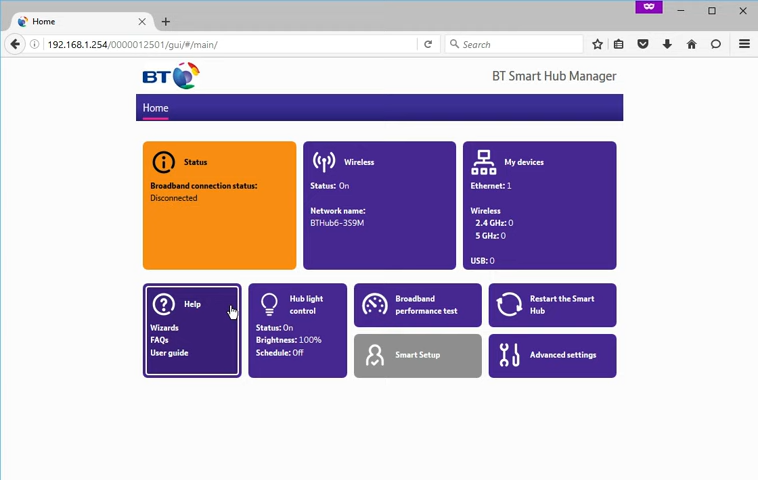 Home
192.168.1.254/0000012501/gui/#/main/
Search
BT
BT Smart Hub Manager
Home
Status
Broadband connection status:
Disconnected
Wireless
Status: On
Network name:
BTHub6-3S9M
My devices
Ethernet: 1
Wireless
2.4 GHz: 0
5 GHz: 0
USB: 0
Help
Wizards
FAQs
User guide
Hub light
control
Status: On
Brightness: 100%
Schedule: Off
Broadband
performance test
Restart the Smart
Hub
Smart Setup
Advanced settings